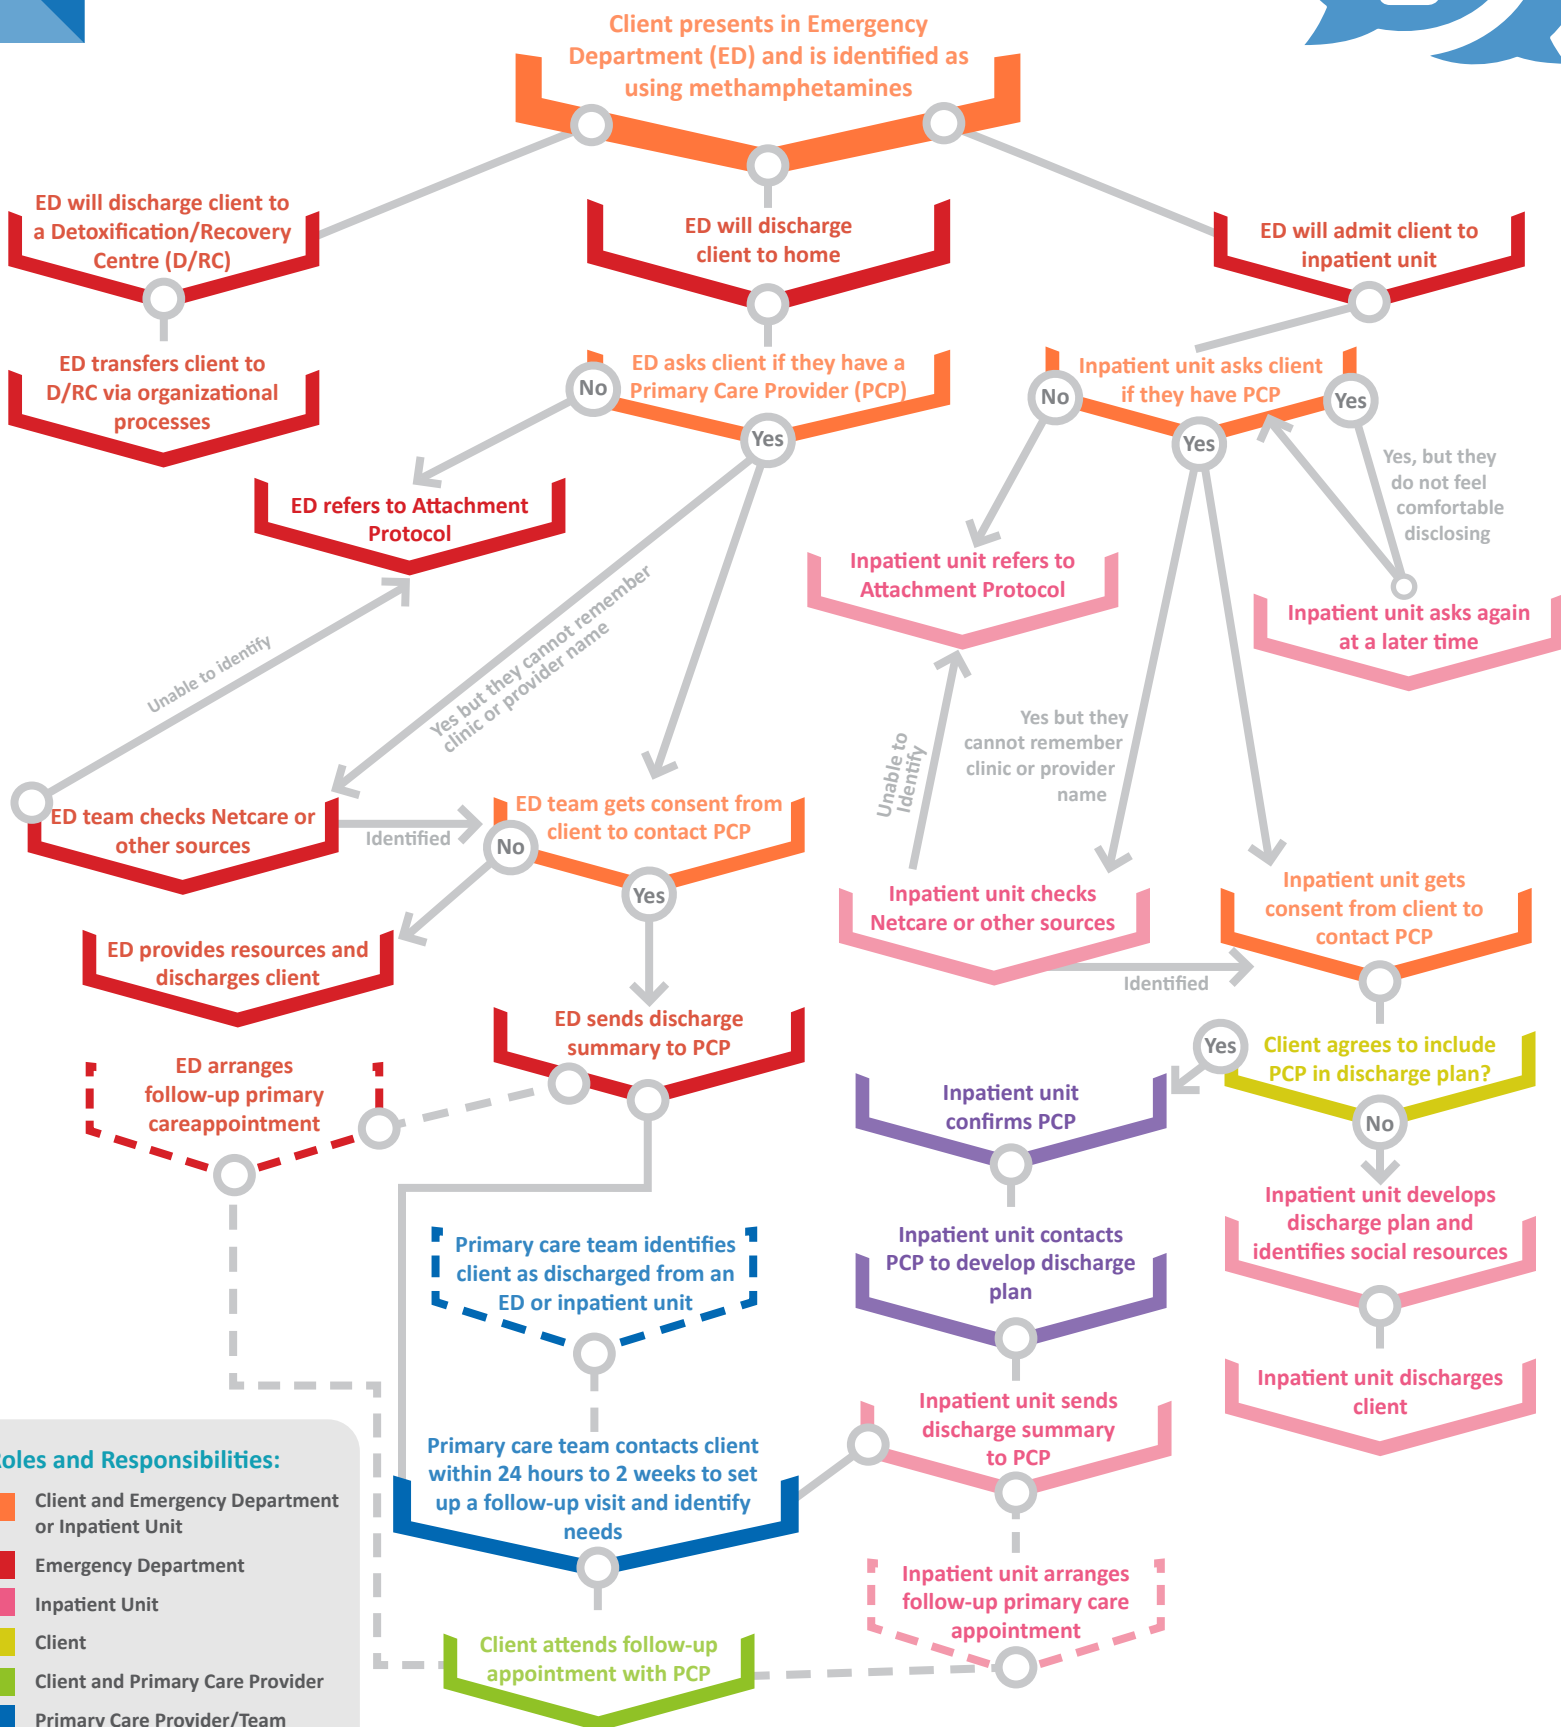 Client presents in Emergency
Department (ED) and is identified as
using methamphetamines
ED will discharge client to
a Detoxification/Recovery
Centre (D/RC)
ED will discharge
client to home
ED will admit client to
inpatient unit
ED transfers client to
D/RC via organizational
processes
ED asks client if they have a
Primary Care Provider (PCP)
No
Yes
Inpatient unit asks client
if they have PCP
No
Yes
Yes
Yes, but they
do not feel
comfortable
disclosing
ED refers to Attachment
Protocol
Inpatient unit refers to
Attachment Protocol
Inpatient unit asks again
at a later time
Unable to identify
Yes but they cannot remember
clinic or provider name
Unable to
Identify
Yes but they
cannot remember
clinic or provider
name
ED team checks Netcare or
other sources
Identified
ED team gets consent from
client to contact PCP
No
Yes
Inpatient unit checks
Netcare or other sources
Identified
Inpatient unit gets
consent from client to
contact PCP
ED provides resources and
discharges client
ED sends discharge
summary to PCP
Yes
Client agrees to include
PCP in discharge plan?
No
ED arranges
follow-up primary
careappointment
Inpatient unit
confirms PCP
Inpatient unit develops
discharge plan and
identifies social resources
Primary care team identifies
client as discharged from an
ED or inpatient unit
Inpatient unit contacts
PCP to develop discharge
plan
Inpatient unit discharges
client
Primary care team contacts client
within 24 hours to 2 weeks to set
up a follow-up visit and identify
needs
Inpatient unit sends
discharge summary
to PCP
Inpatient unit arranges
follow-up primary care
appointment
Client attends follow-up
appointment with PCP
oles and Responsibilities:
Client and Emergency Department
or Inpatient Unit
Emergency Department
Inpatient Unit
Client
Client and Primary Care Provider
Primary Care Provider/Team